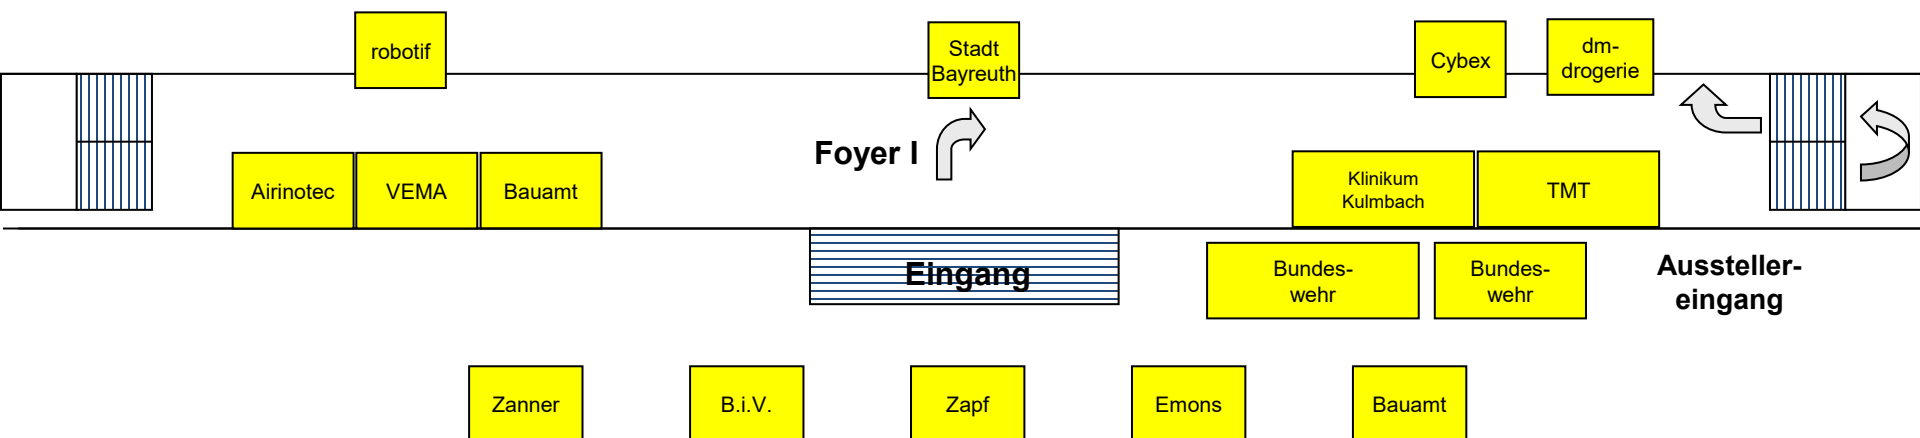 robotif
Stadt
Bayreuth
Cybex
dm-
drogerie
Foyer I
Airinotec
VEMA
Bauamt
Klinikum
Kulmbach
TMT
Eingang
Bundes-
wehr
Bundes-
wehr
Aussteller-
eingang
Zanner
B.i.V.
Zapf
Emons
Bauamt